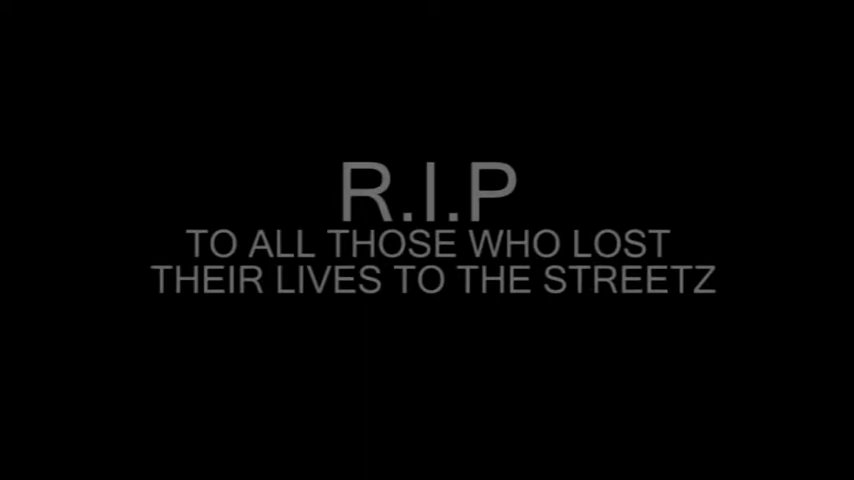 R.I.P
TO ALL THOSE WHO LOST
THEIR LIVES TO THE STREETZ